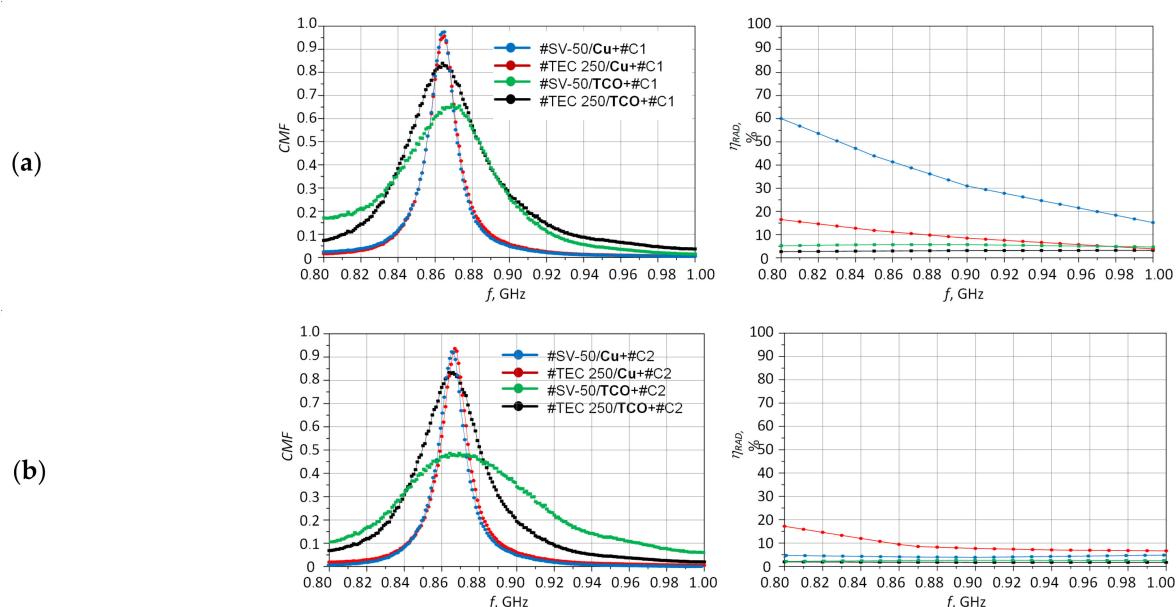 (a)
CMF
1.0
0.9
0.8
0.7
0.6
0.5
0.4
0.3
0.2
0.1
0
0.80 0.82 0.84 0.86 0.88 0.90 0.92 0.94 0.96 0.98 1.00
f, GHz
#SV-50/Cu+#C1
#TEC 250/Cu+#C1
#SV-50/TCO+#C1
#TEC 250/TCO+#C1
ηRAD, %
100
90
80
70
60
50
40
30
20
10
0
0.80 0.82 0.84 0.86 0.88 0.90 0.92 0.94 0.96 0.98 1.00
f, GHz
(b)
CMF
1.0
0.9
0.8
0.7
0.6
0.5
0.4
0.3
0.2
0.1
0
0.80 0.82 0.84 0.86 0.88 0.90 0.92 0.94 0.96 0.98 1.00
f, GHz
#SV-50/Cu+#C2
#TEC 250/Cu+#C2
#SV-50/TCO+#C2
#TEC 250/TCO+#C2
ηRAD, %
100
90
80
70
60
50
40
30
20
10
0
0.80 0.82 0.84 0.86 0.88 0.90 0.92 0.94 0.96 0.98 1.00
f, GHz